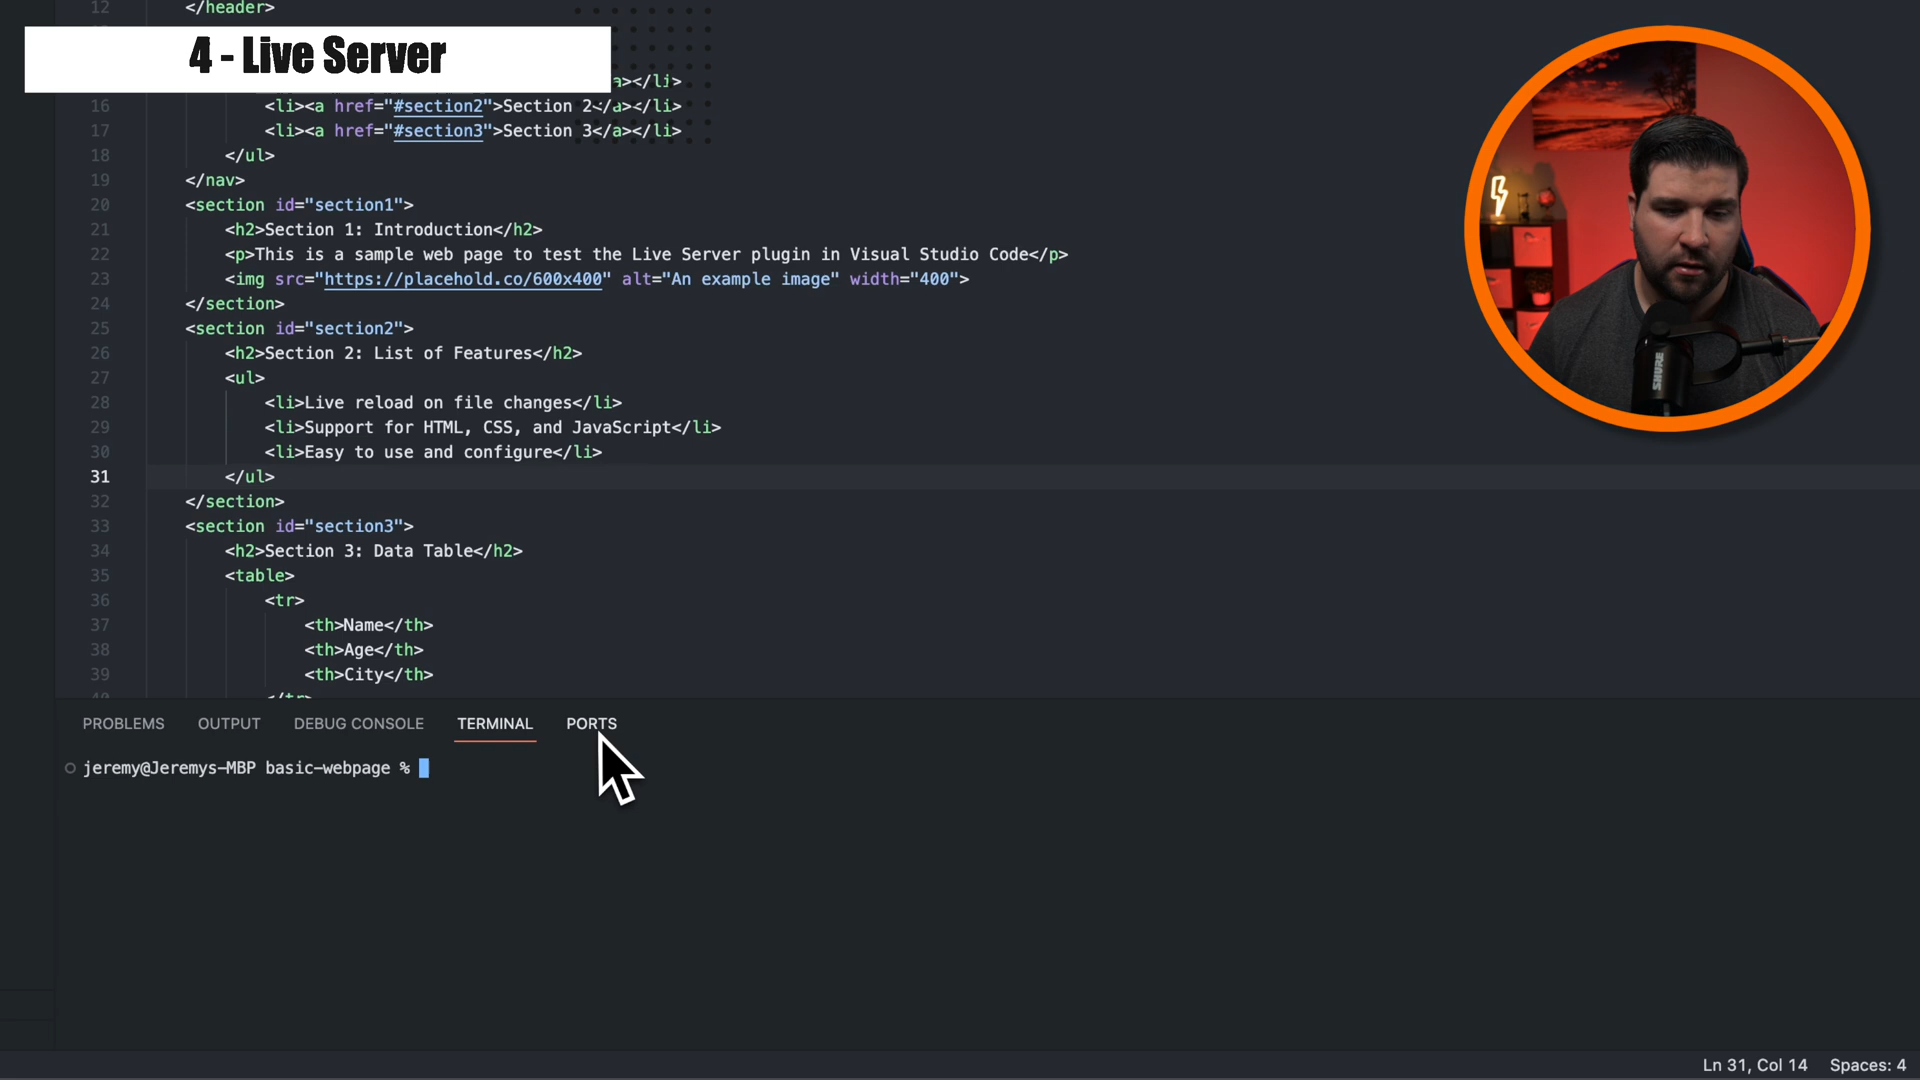 4 - Live Server
12 </header>
a></li>
16 <li><a href="#section2">Section 2</a></li>
17 <li><a href="#section3">Section 3</a></li>
18 </ul>
19 </nav>
20 <section id="section1">
21 <h2>Section 1: Introduction</h2>
22 <p>This is a sample web page to test the Live Server plugin in Visual Studio Code</p>
23 <img src="https://placehold.co/600x400" alt="An example image" width="400">
24 </section>
25 <section id="section2">
26 <h2>Section 2: List of Features</h2>
27 <ul>
28 <li>Live reload on file changes</li>
29 <li>Support for HTML, CSS, and JavaScript</li>
30 <li>Easy to use and configure</li>
31 </ul>
32 </section>
33 <section id="section3">
34 <h2>Section 3: Data Table</h2>
35 <table>
36 <tr>
37 <th>Name</th>
38 <th>Age</th>
39 <th>City</th>
40 </tr>
PROBLEMS OUTPUT DEBUG CONSOLE TERMINAL PORTS
jeremy@Jeremys-MBP basic-webpage %
Ln 31, Col 14 Spaces: 4
SHURE